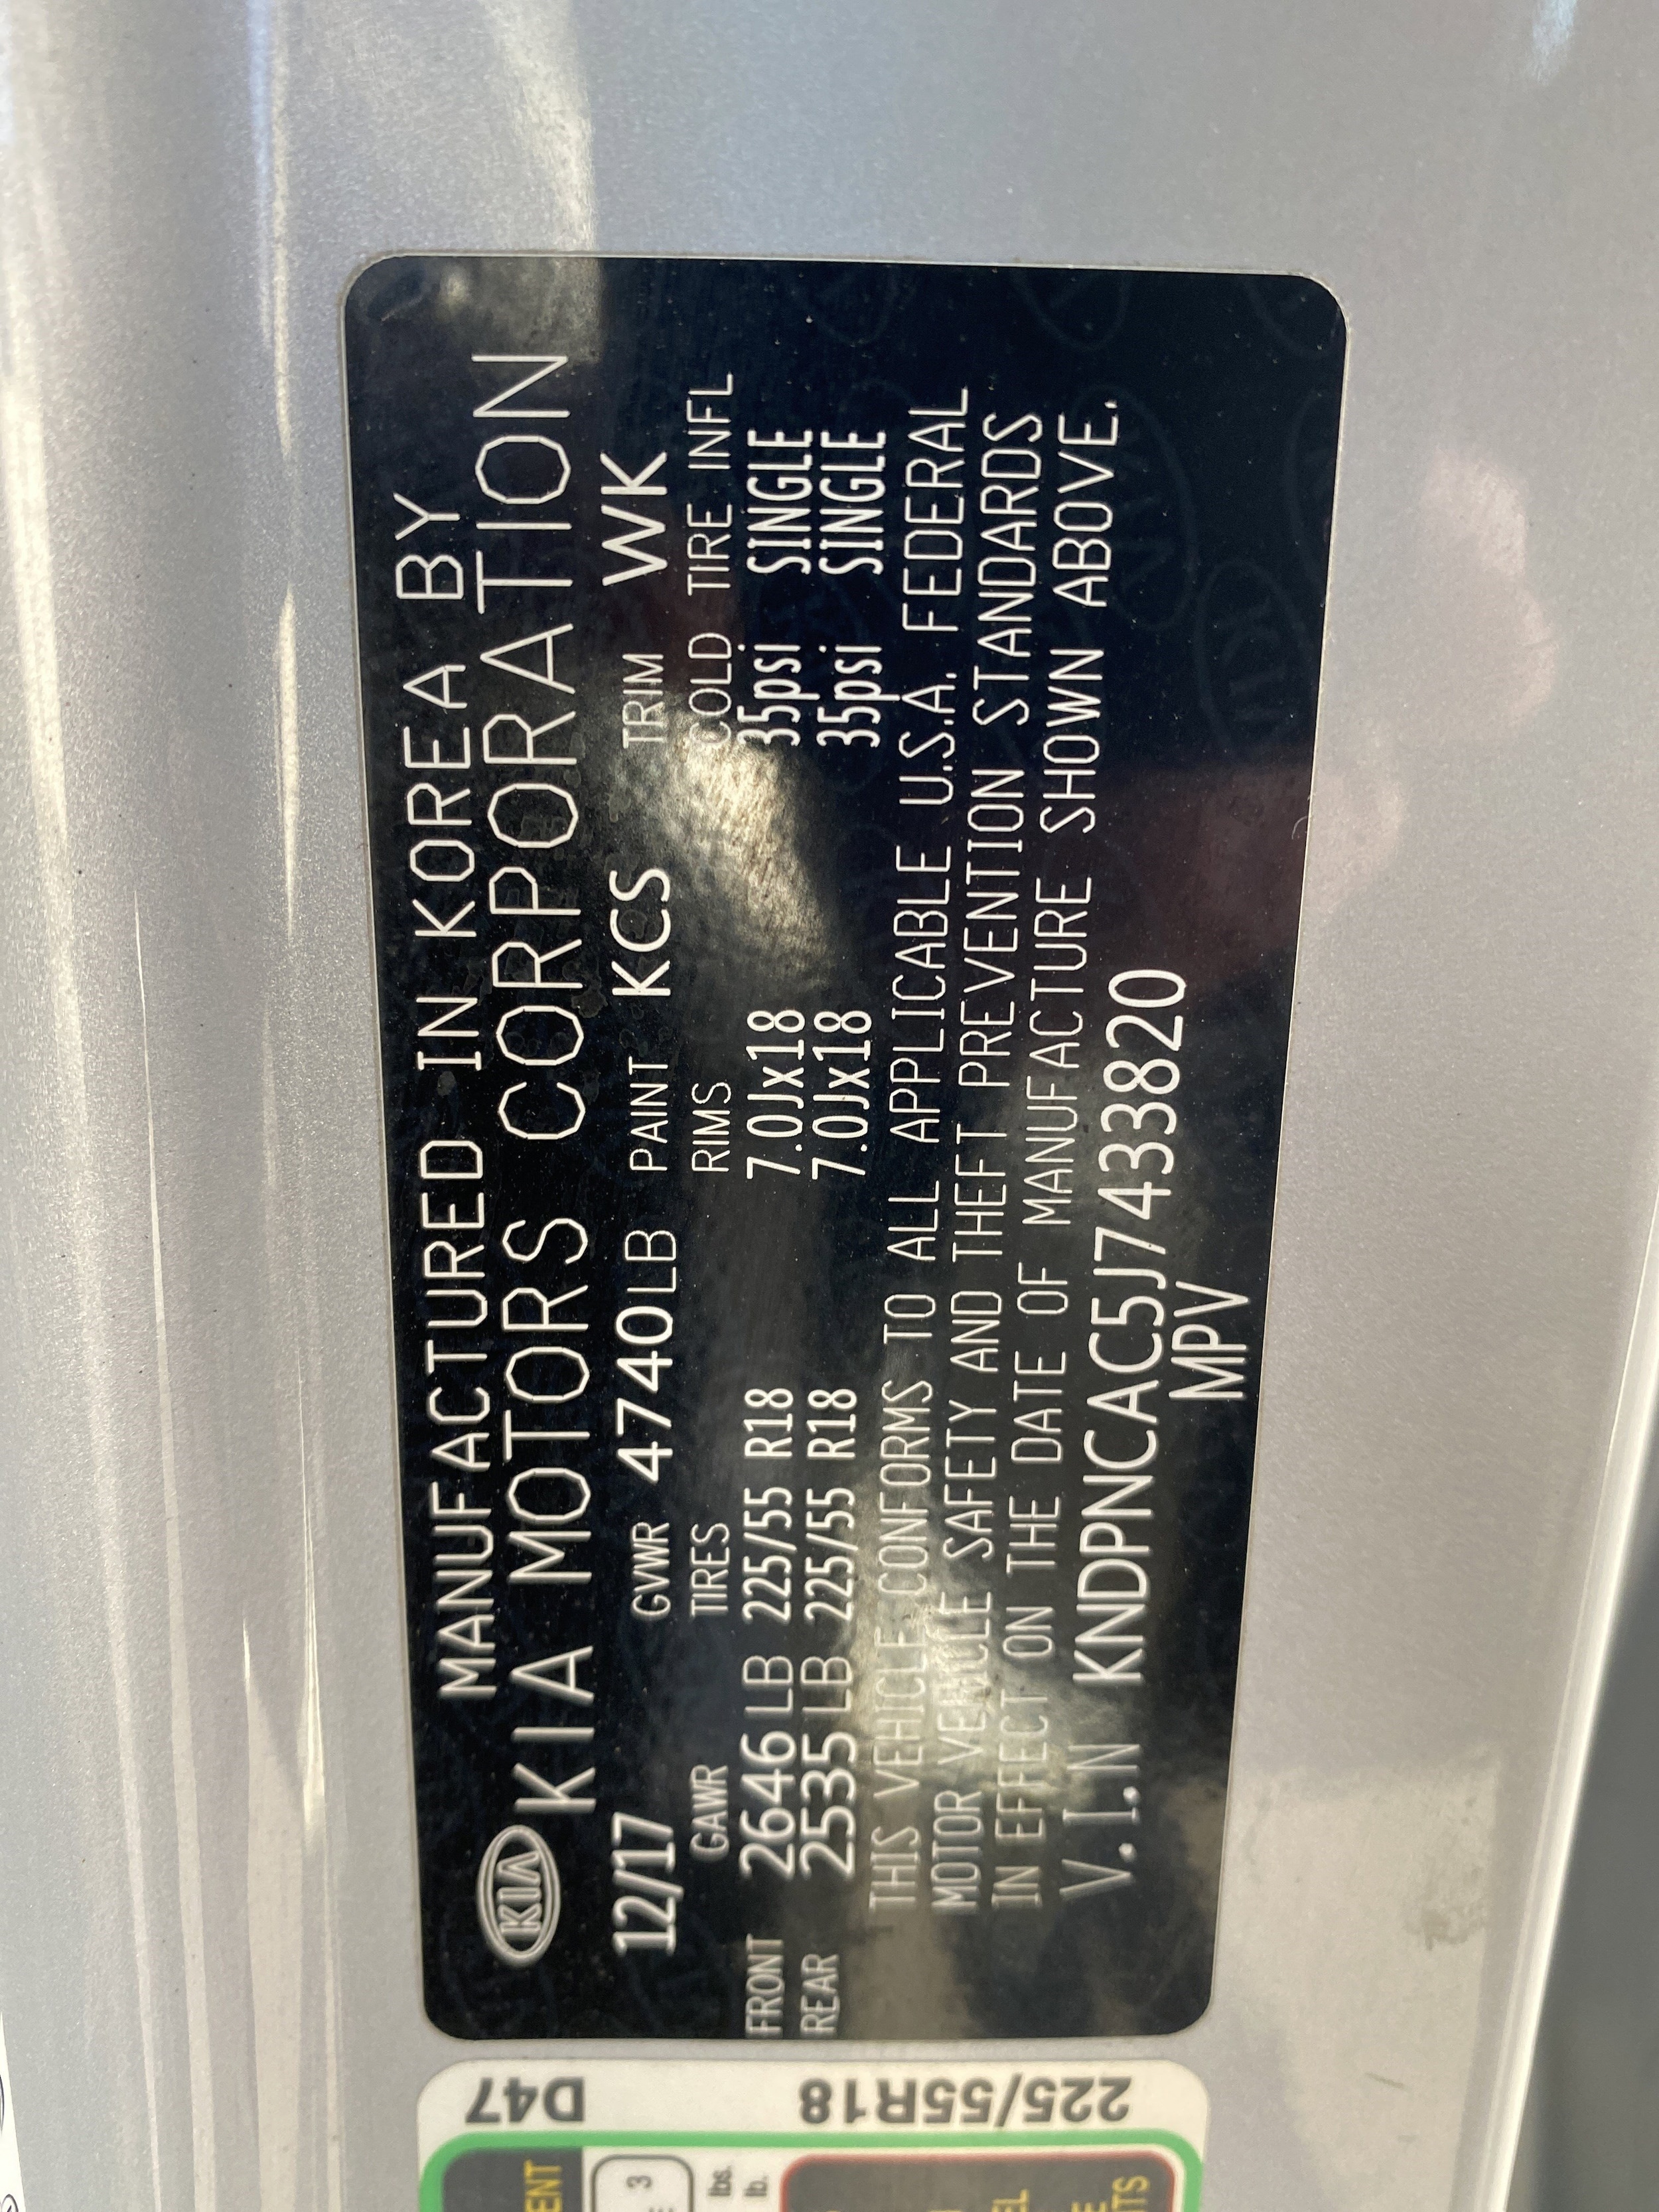 MANUFACTURED IN KOREA BY
KIA KIA MOTORS CORPORATION
12/17 GVWR 4740LB PAINT KCS TRIM WK
GAWR TIRES RIMS COLD TIRE INFL
FRONT 2646 LB 225/55 R18 7.0Jx18 35psi SINGLE
REAR 2535 LB 225/55 R18 7.0Jx18 35psi SINGLE
THIS VEHICLE CONFORMS TO ALL APPLICABLE U.S.A. FEDERAL
MOTOR VEHICLE SAFETY AND THEFT PREVENTION STANDARDS
IN EFFECT ON THE DATE OF MANUFACTURE SHOWN ABOVE.
V.I.N KNDPNCAC5J7433820
MPV
225/55R18 D47
3
lbs.
lb.